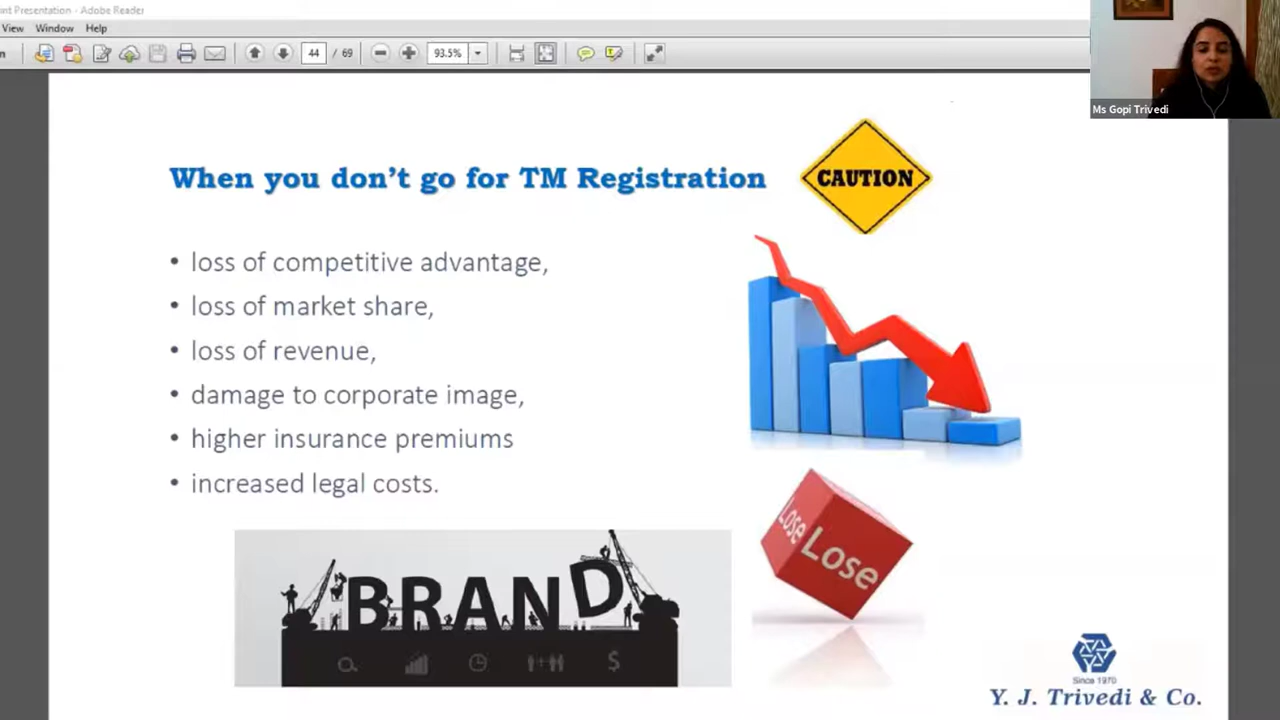 nt Presentation - Adobe Reader
View Window Help
44 / 69 93.5%
Ms Gopi Trivedi
When you don't go for TM Registration
CAUTION
• loss of competitive advantage,
• loss of market share,
• loss of revenue,
• damage to corporate image,
• higher insurance premiums
• increased legal costs.
BRAND
$
Lose Lose
Since 1970
Y. J. Trivedi & Co.